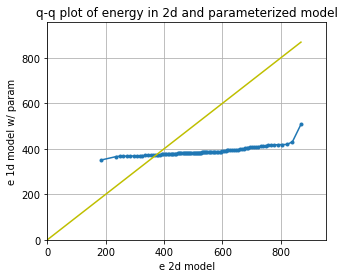 q-q plot of energy in 2d and parameterized model
e 1d model w/ param
800
600
400
200
0
0 200 400 600 800
e 2d model